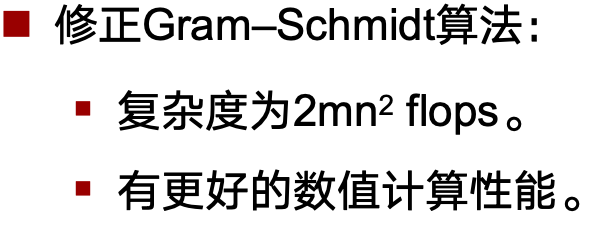 修正Gram–Schmidt算法：
复杂度为2mn² flops。
有更好的数值计算性能。